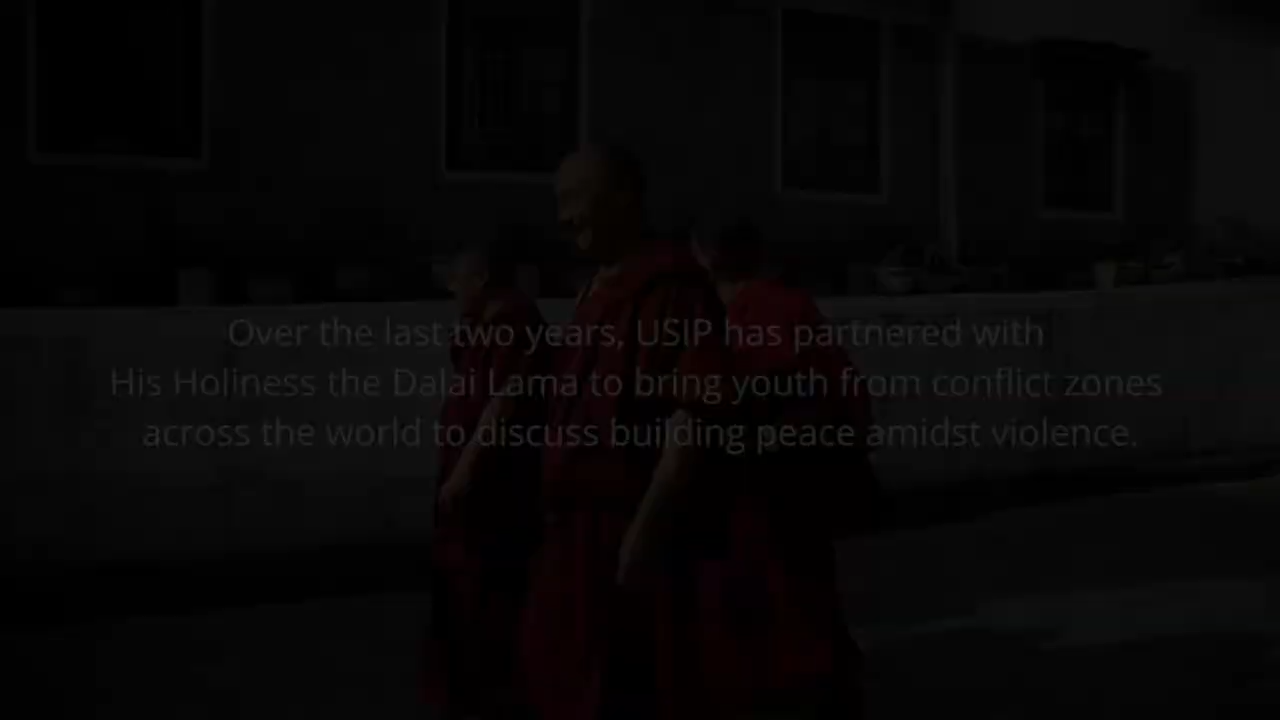 Over the last two years, USIP has partnered with
His Holiness the Dalai Lama to bring youth from conflict zones
across the world to discuss building peace amidst violence.